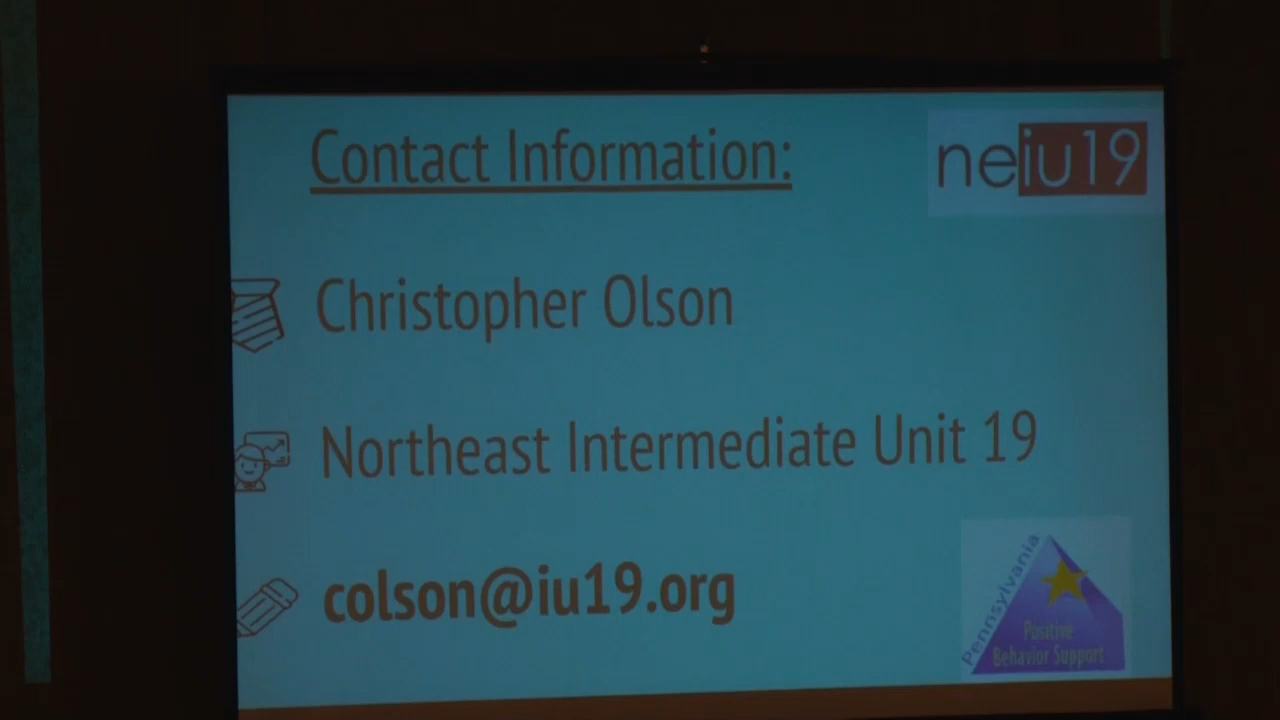 Contact Information:
neiu19
Christopher Olson
Northeast Intermediate Unit 19
colson@iu19.org
Pennsylvania
Positive
Behavior Support